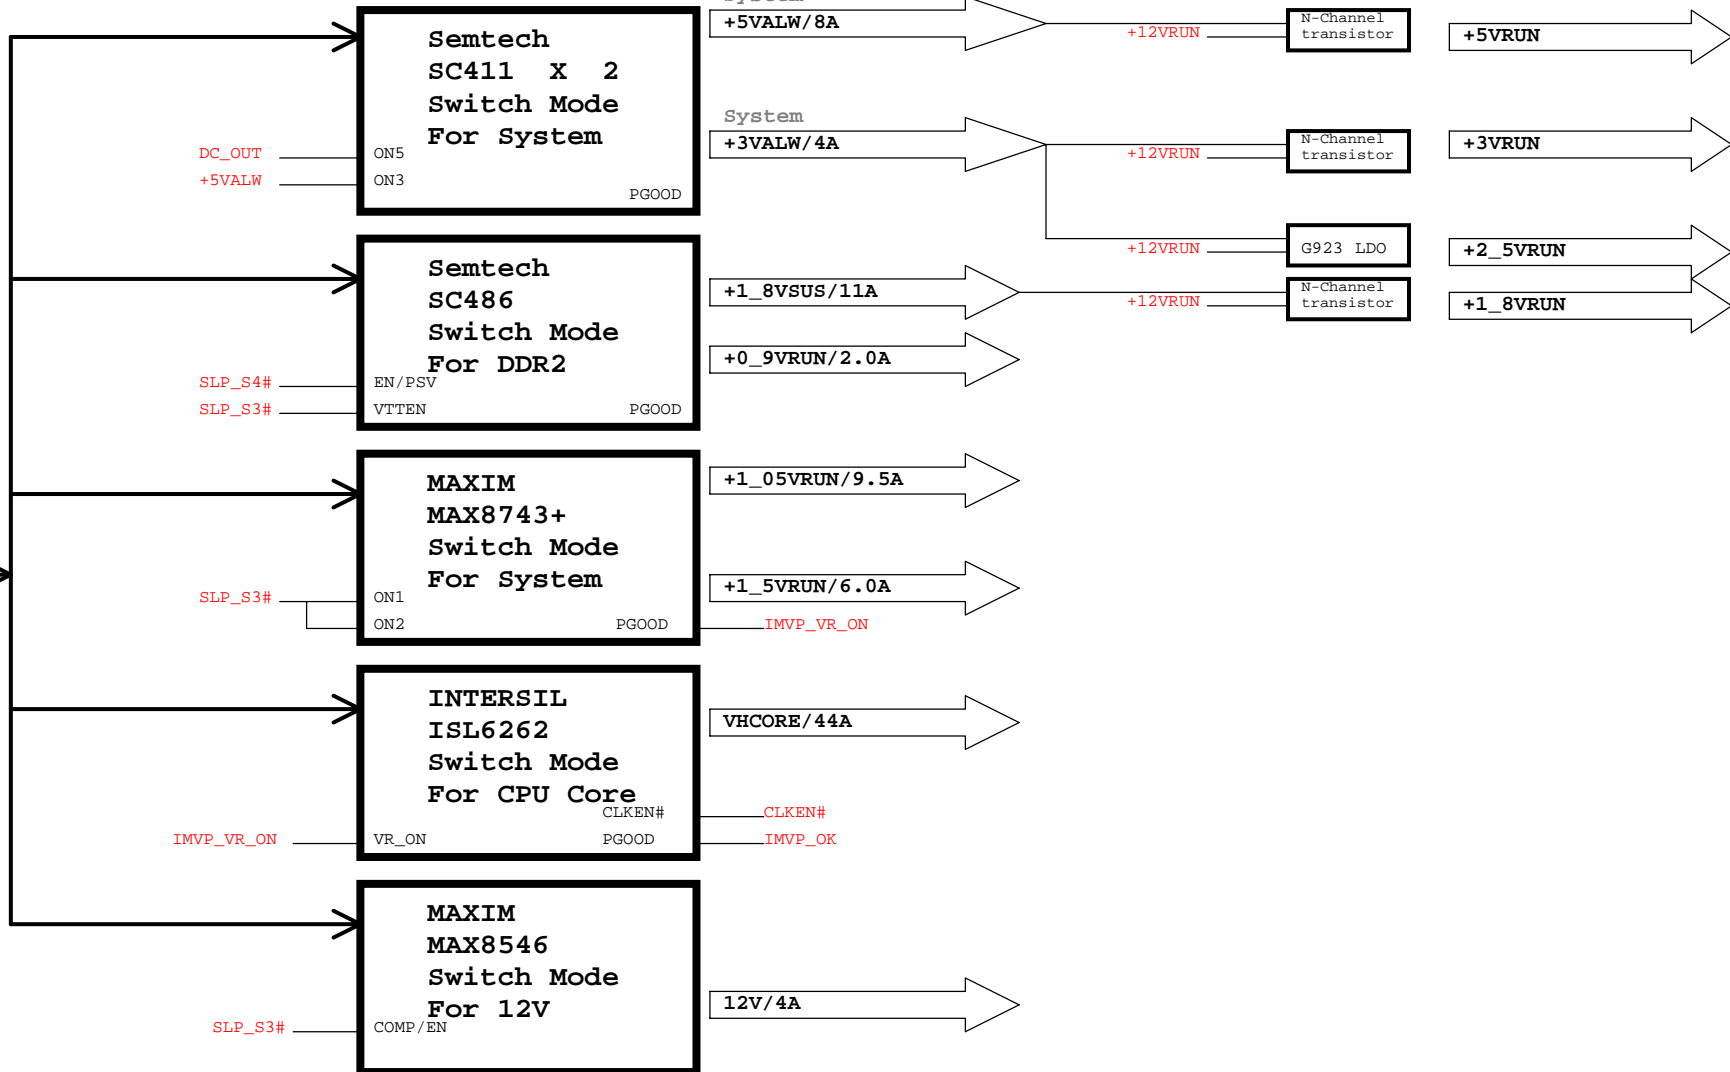 System
+5VALW/8A
+12VRUN
N-Channel
transistor
+5VRUN
Semtech
SC411 X 2
Switch Mode
For System
DC_OUT
ON5
+5VALW
ON3
PGOOD
System
+3VALW/4A
+12VRUN
N-Channel
transistor
+3VRUN
+12VRUN
G923 LDO
+2_5VRUN
Semtech
SC486
Switch Mode
For DDR2
SLP_S4#
EN/PSV
SLP_S3#
VTTEN
PGOOD
+1_8VSUS/11A
+12VRUN
N-Channel
transistor
+1_8VRUN
+0_9VRUN/2.0A
MAXIM
MAX8743+
Switch Mode
For System
SLP_S3#
ON1
ON2
PGOOD
IMVP_VR_ON
+1_05VRUN/9.5A
+1_5VRUN/6.0A
INTERSIL
ISL6262
Switch Mode
For CPU Core
CLKEN#
CLKEN#
IMVP_VR_ON
VR_ON
PGOOD
IMVP_OK
VHCORE/44A
MAXIM
MAX8546
Switch Mode
For 12V
SLP_S3#
COMP/EN
12V/4A